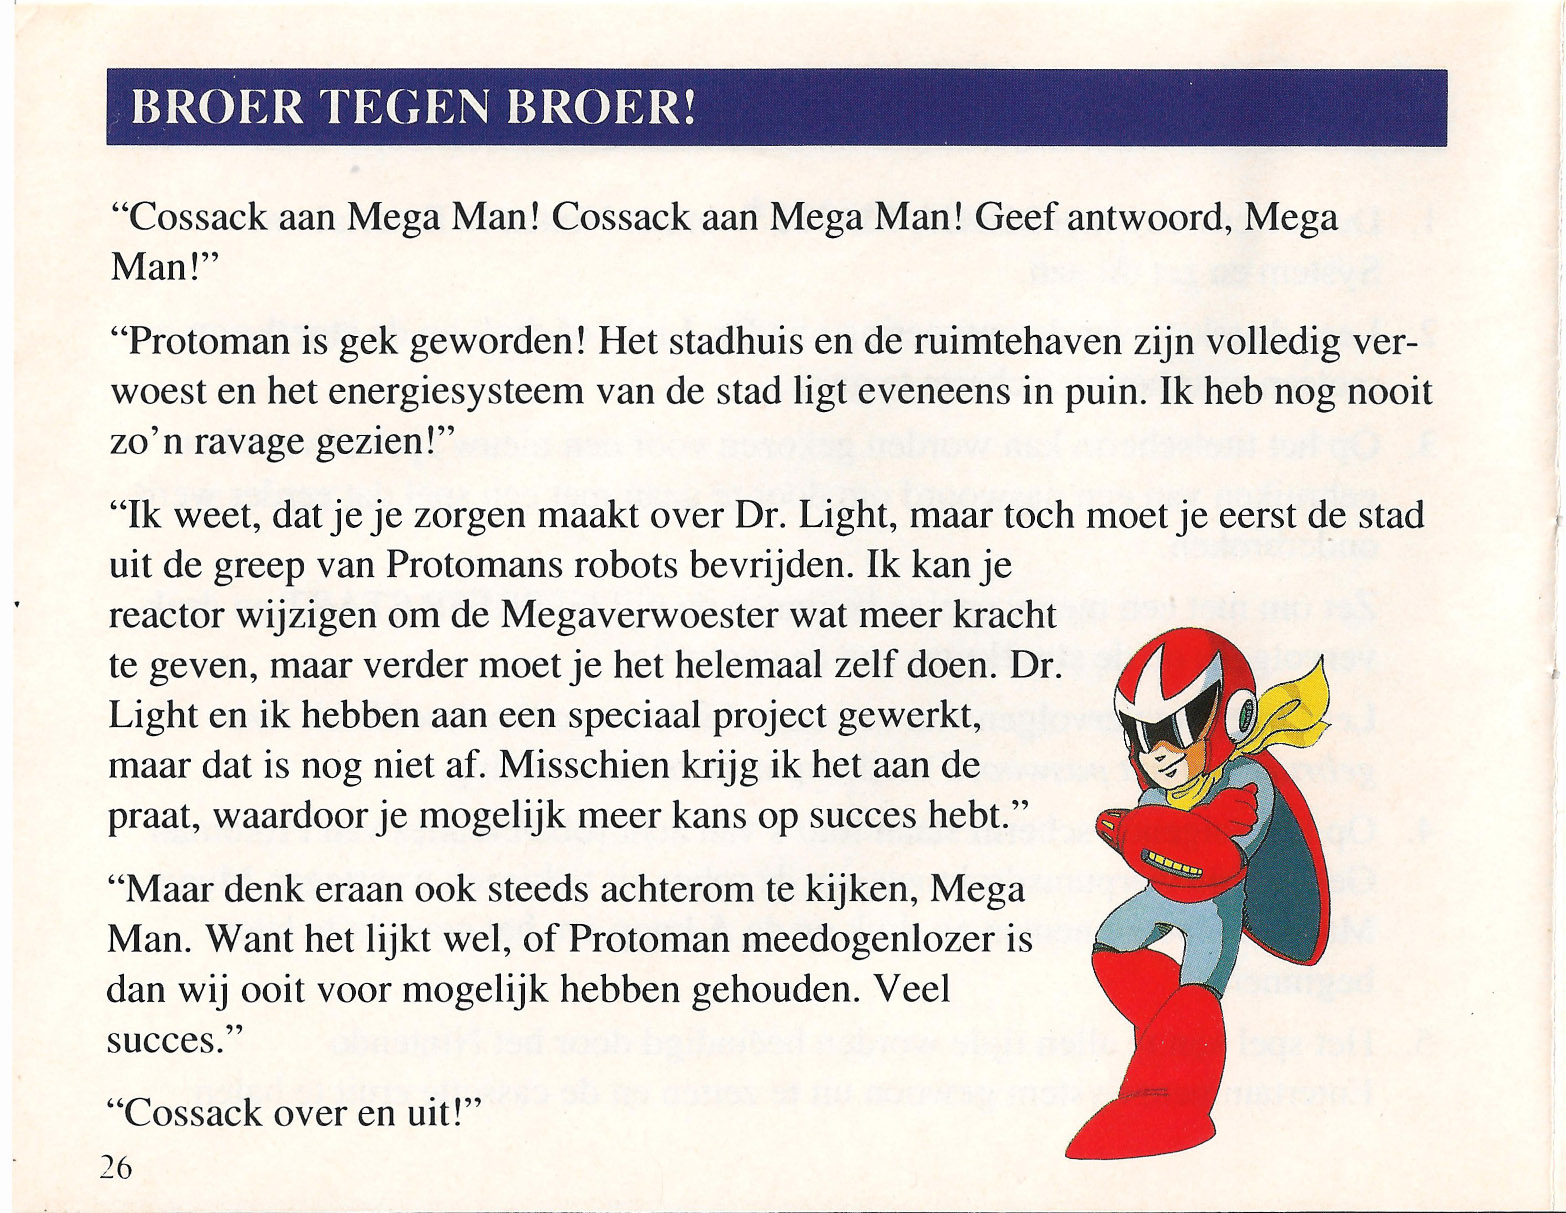 BROER TEGEN BROER!
“Cossack aan Mega Man! Cossack aan Mega Man! Geef antwoord, Mega
Man!”
“Protoman is gek geworden! Het stadhuis en de ruimtehaven zijn volledig ver-
woest en het energiesysteem van de stad ligt eveneens in puin. Ik heb nog nooit
zo’n ravage gezien!”
“Ik weet, dat je je zorgen maakt over Dr. Light, maar toch moet je eerst de stad
uit de greep van Protomans robots bevrijden. Ik kan je
reactor wijzigen om de Megaverwoester wat meer kracht
te geven, maar verder moet je het helemaal zelf doen. Dr.
Light en ik hebben aan een speciaal project gewerkt,
maar dat is nog niet af. Misschien krijg ik het aan de
praat, waardoor je mogelijk meer kans op succes hebt.”
“Maar denk eraan ook steeds achterom te kijken, Mega
Man. Want het lijkt wel, of Protoman meedogenlozer is
dan wij ooit voor mogelijk hebben gehouden. Veel
succes.”
“Cossack over en uit!”
26